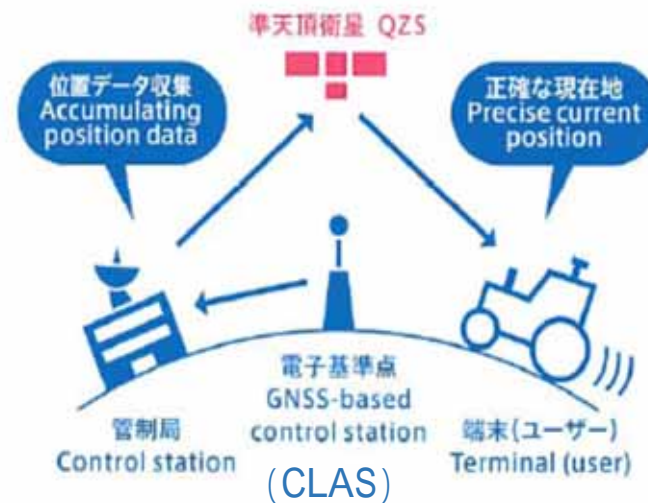 準天頂衛星 QZS
位置データ収集
Accumulating
position data
正確な現在地
Precise current
position
管制局
Control station
電子基準点
GNSS-based
control station
端末(ユーザー)
Terminal (user)
(CLAS)